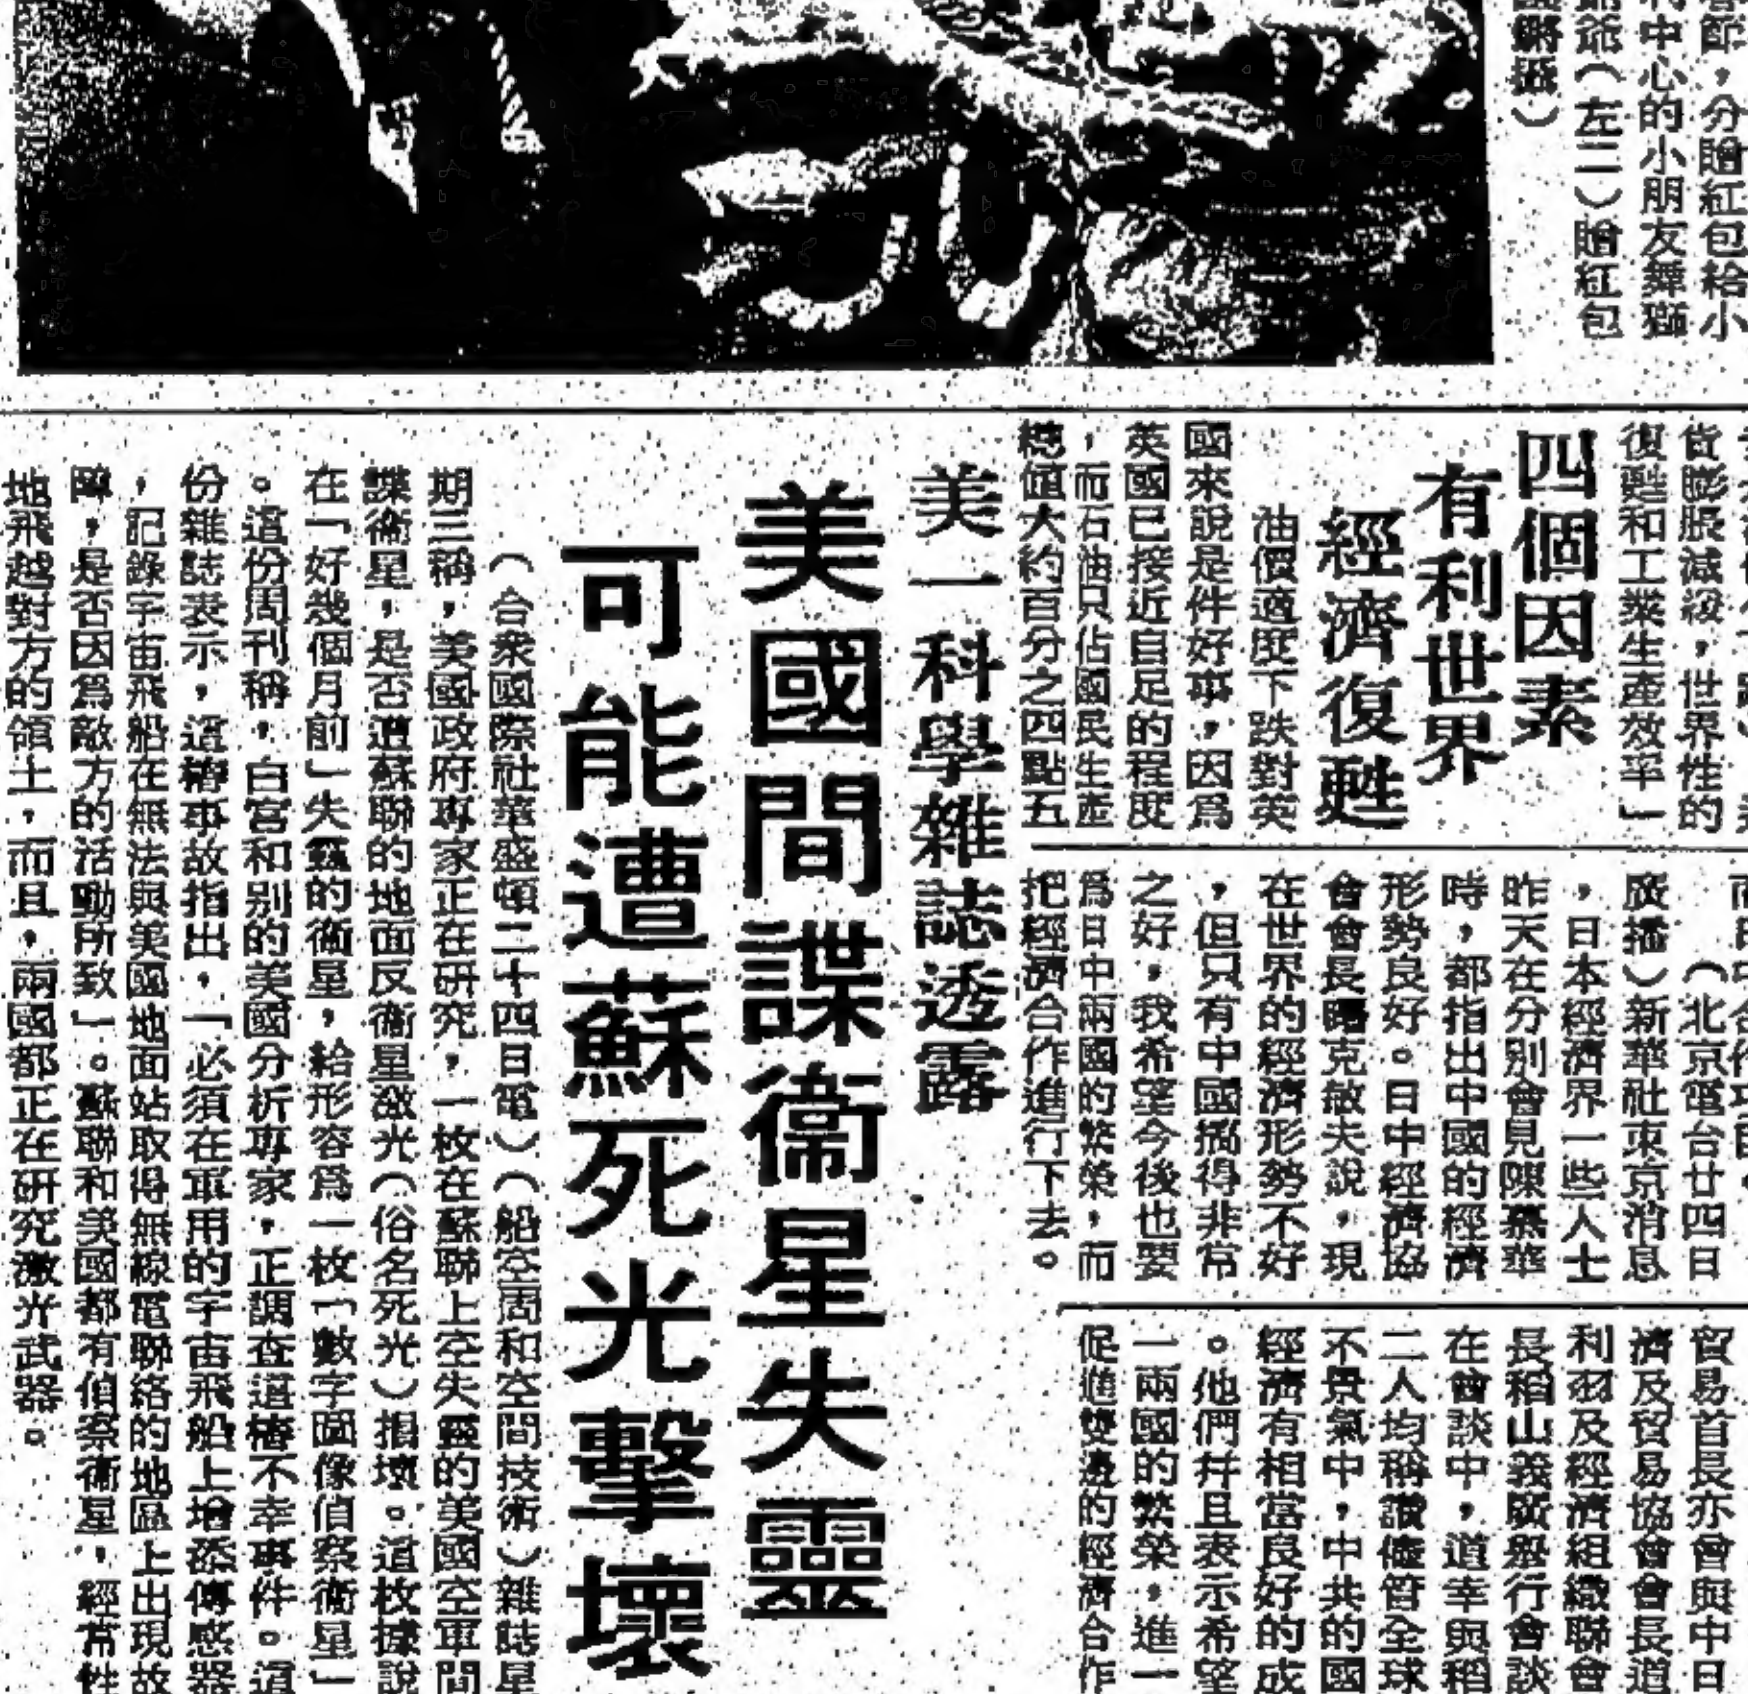 春節，分贈紅包給小
中心的小朋友舞獅
爺（左二）贈紅包
攝）
貨膨脹減緩，世界性的
復甦和工業生產效率」
四個因素
有利世界
經濟復甦
油價適度下跌對英
國來說是件好事，因爲
英國已接近自足的程度
，而石油只佔國民生產
總值大約百分之四點五
（北京電台廿四日
廣播）新華社東京消息
，日本經濟界一些人士
昨天在分別會見陳慕華
時，都指出中國的經濟
形勢良好。日中經濟協
會會長曙克敏夫說，現
在世界的經濟形勢不好
，但只有中國搞得非常
之好，我希望今後也要
爲日中兩國的繁榮，而
把經濟合作進行下去。
貿易首長亦曾與中日
濟及貿易協會會長道
利羽及經濟組織聯會
長稻山義廣舉行會談
在會談中，道幸與稻
二人均稱讚儘管全球
不景氣中，中共的國
經濟有相當良好的成
。他們并且表示希望
一兩國的繁榮，進一
促進雙邊的經濟合作
美一科學雜誌透露
美國間諜衞星失靈
可能遭蘇死光擊壞
（合衆國際社華盛頓二十四日電）（船空周和空間技術）雜誌星
期三稱，美國政府專家正在研究，一枚在蘇聯上空失靈的美國空軍間
諜衞星，是否遭蘇聯的地面反衞星激光（俗名死光）損壞。這枚據說
在「好幾個月前」失靈的衞星，給形容爲一枚「數字圖像偵察衞星」
。這份周刊稱，白宮和别的美國分析專家，正調查這樁不幸事件。這
份雜誌表示，這樁事故指出，「必須在軍用的宇宙飛船上增添傳感器
，記錄宇宙飛船在無法與美國地面站取得無線電聯絡的地區上出現故
障，是否因爲敵方的活動所致」。蘇聯和美國都有偵察衞星，經常性
地飛越對方的領土，而且，兩國都正在研究激光武器。